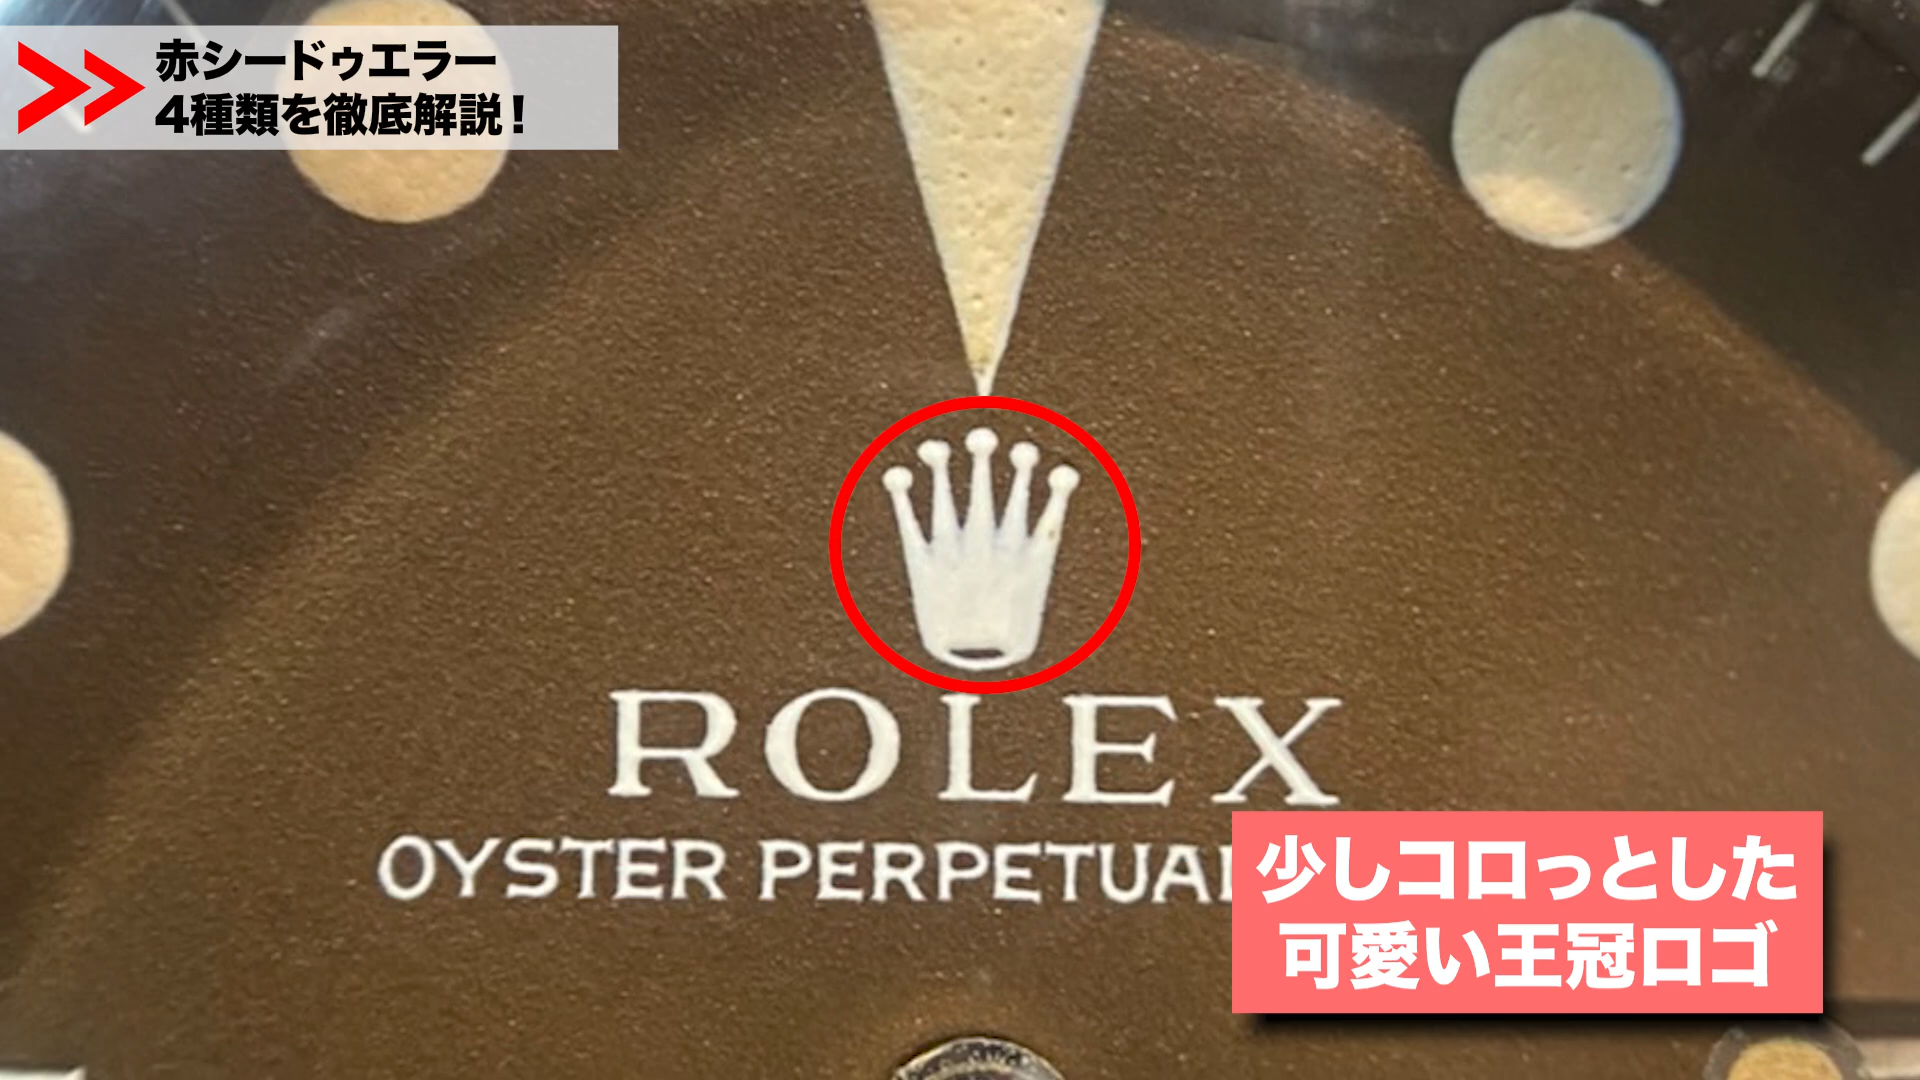 赤シードゥエラー
4種類を徹底解説！
ROLEX
OYSTER PERPETUAL
少しコロっとした
可愛い王冠ロゴ